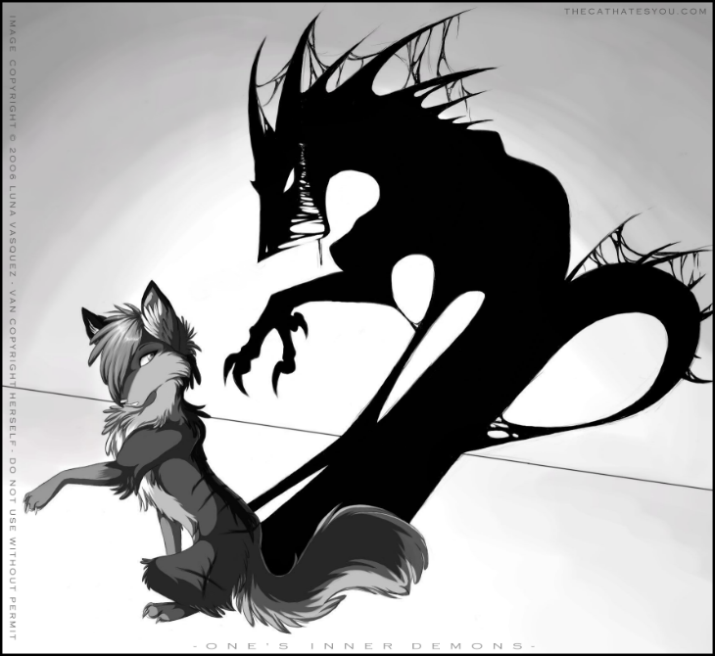 THECATHATESYOU.COM
IMAGE COPYRIGHT © 2006 LUNA VASQUEZ - VAN COPYRIGHT HERSELF - DO NOT USE WITHOUT PERMIT
-ONE'S INNER DEMONS-